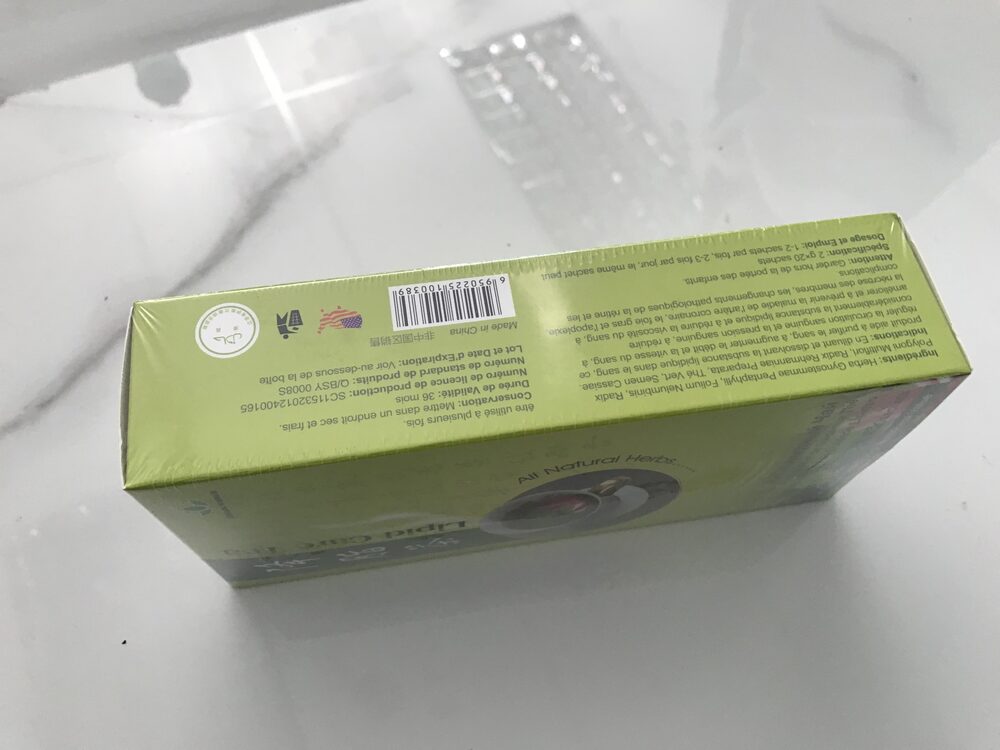 Ingrédients: Herba Gynostemmae Pentaphylli, Folium Nelumbinis, Radix
Polygoni Multiflori, Radix Rehmanniae Preparata, Thé Vert, Semen Cassiae
Indications: En diluant et dissolvant la substance lipidique dans le sang, ce
produit aide à purifier le sang, à augmenter le débit et la vitesse du sang, à
réguler la circulation sanguine et la pression sanguine, à réduire
considérablement la substance lipidique et la viscosité du sang, à
améliorer et à prévenir la maladie de l'artère coronaire, le foie gras et l'apoplexie,
la nécrose des membres, les changements pathologiques de la rétine et les
complications
Attention: Garder hors de la portée des enfants.
Spécification: 2 g×20 sachets
Dosage et Emploi: 1-2 sachets par fois, 2-3 fois par jour, le même sachet peut
être utilisé à plusieurs fois.
Conservation: Mettre dans un endroit sec et frais.
Durée de Validité: 36 mois
Numéro de licence de production: SC11532012400165
Numéro de standard de produits: Q/BSY 0008S
Lot et Date d'Expiration: Voir au-dessous de la boîte
Made in China
非中国区销售
6 950225 100389
All Natural Herbs
Lipid Care Tea